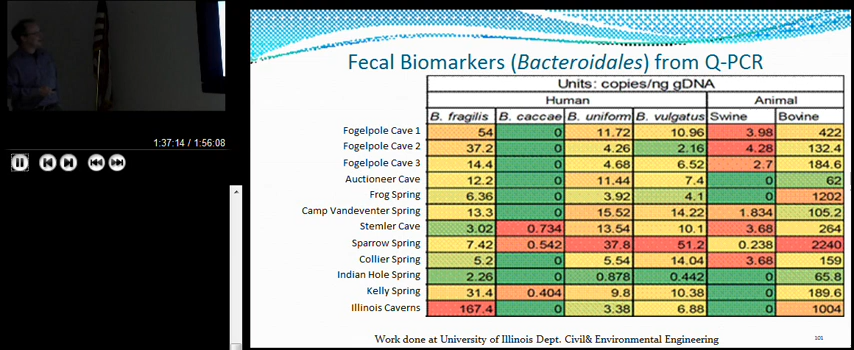 1:37:14 / 1:56:08
Fecal Biomarkers (Bacteroidales) from Q-PCR
Units: copies/ng gDNA
Human Animal
B. fragilis B. caccae B. uniform B. vulgatus Swine Bovine
Fogelpole Cave 1 54 0 11.72 10.96 3.98 422
Fogelpole Cave 2 37.2 0 4.26 2.16 4.28 132.4
Fogelpole Cave 3 14.4 0 4.68 6.52 2.7 184.6
Auctioneer Cave 12.2 0 11.44 7.4 0 62
Frog Spring 6.36 0 3.92 4.1 0 1202
Camp Vandeventer Spring 13.3 0 15.52 14.22 1.834 105.2
Stemler Cave 3.02 0.734 13.54 10.1 3.68 264
Sparrow Spring 7.42 0.542 37.8 51.2 0.238 2240
Collier Spring 5.2 0 5.54 14.04 3.68 159
Indian Hole Spring 2.26 0 0.878 0.442 0 65.8
Kelly Spring 31.4 0.404 9.8 10.38 0 189.6
Illinois Caverns 167.4 0 3.38 6.88 0 1004
Work done at University of Illinois Dept. Civil& Environmental Engineering
101